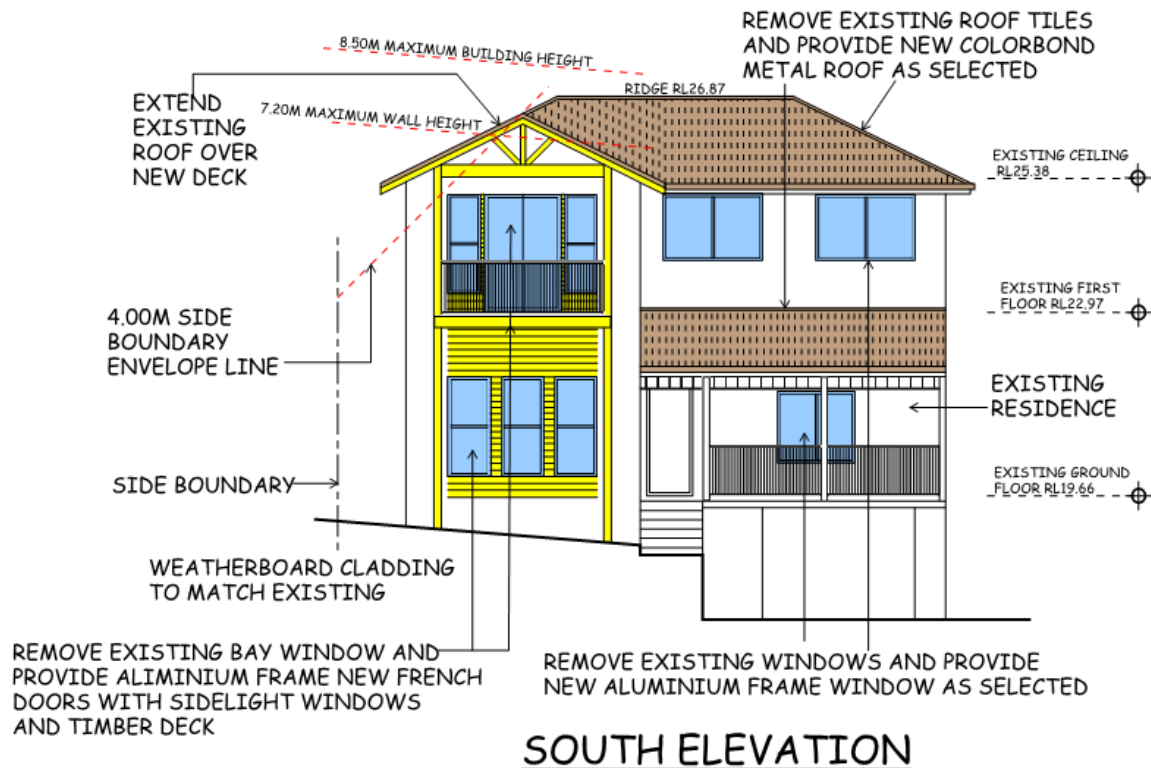 8.50M MAXIMUM BUILDING HEIGHT
REMOVE EXISTING ROOF TILES
AND PROVIDE NEW COLORBOND
METAL ROOF AS SELECTED
RIDGE RL26.87
EXTEND
EXISTING
ROOF OVER
NEW DECK
7.20M MAXIMUM WALL HEIGHT
EXISTING CEILING
RL25.38
EXISTING FIRST
FLOOR RL22.97
4.00M SIDE
BOUNDARY
ENVELOPE LINE
EXISTING
RESIDENCE
EXISTING GROUND
FLOOR RL19.66
SIDE BOUNDARY
WEATHERBOARD CLADDING
TO MATCH EXISTING
REMOVE EXISTING BAY WINDOW AND
PROVIDE ALIMINIUM FRAME NEW FRENCH
DOORS WITH SIDELIGHT WINDOWS
AND TIMBER DECK
REMOVE EXISTING WINDOWS AND PROVIDE
NEW ALUMINIUM FRAME WINDOW AS SELECTED
SOUTH ELEVATION